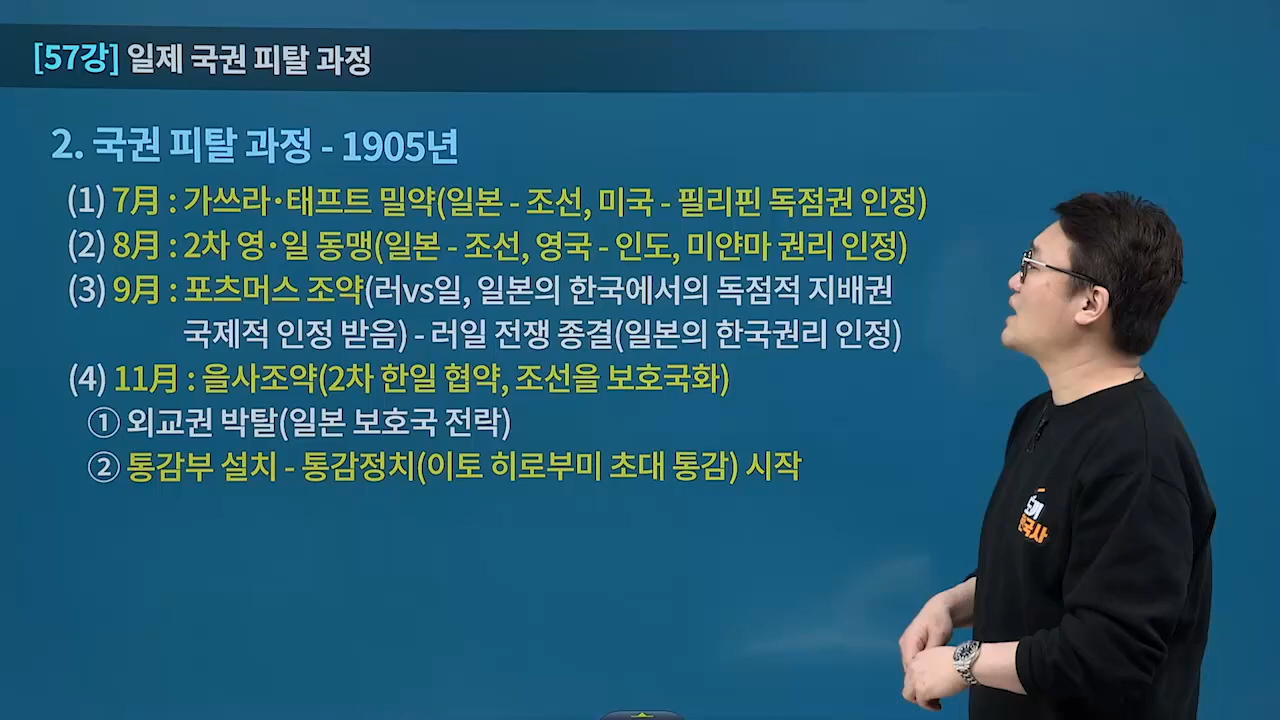 [57강] 일제 국권 피탈 과정
2. 국권 피탈 과정 - 1905년
(1) 7月 : 가쓰라·태프트 밀약(일본 - 조선, 미국 - 필리핀 독점권 인정)
(2) 8月 : 2차 영·일 동맹(일본 - 조선, 영국 - 인도, 미얀마 권리 인정)
(3) 9月 : 포츠머스 조약(러vs일, 일본의 한국에서의 독점적 지배권
국제적 인정 받음) - 러일 전쟁 종결(일본의 한국권리 인정)
(4) 11月 : 을사조약(2차 한일 협약, 조선을 보호국화)
① 외교권 박탈(일본 보호국 전락)
② 통감부 설치 - 통감정치(이토 히로부미 초대 통감) 시작